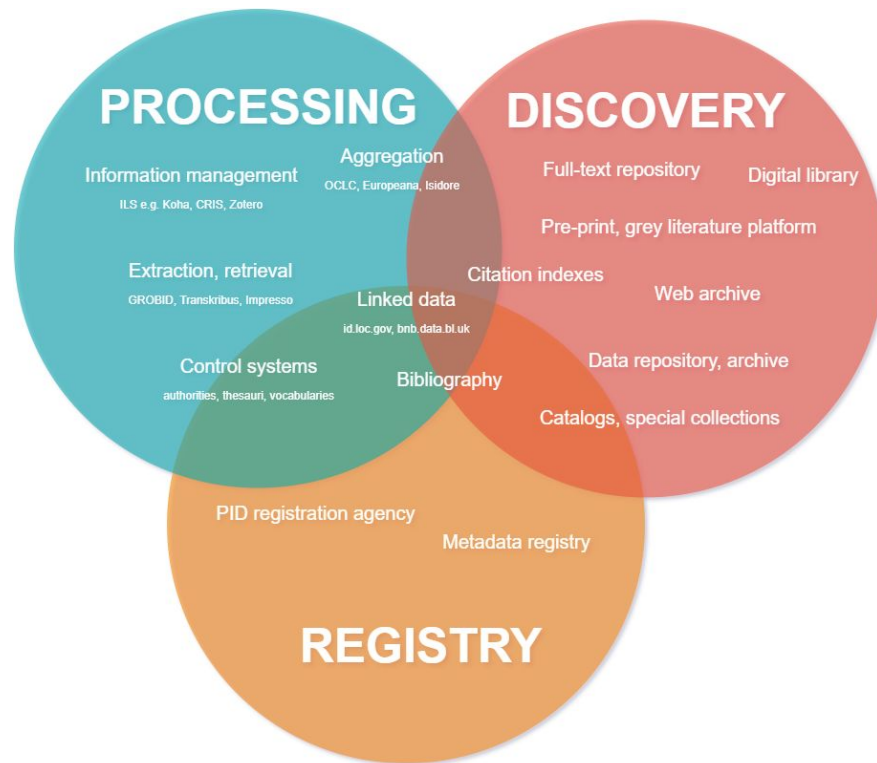 PROCESSING
Information management
ILS e.g. Koha, CRIS, Zotero
Aggregation
OCLC, Europeana, Isidore
Extraction, retrieval
GROBID, Transkribus, Impresso
Linked data
id.loc.gov, bnb.data.bl.uk
Control systems
authorities, thesauri, vocabularies
Bibliography
DISCOVERY
Full-text repository
Digital library
Pre-print, grey literature platform
Citation indexes
Web archive
Data repository, archive
Catalogs, special collections
PID registration agency
Metadata registry
REGISTRY